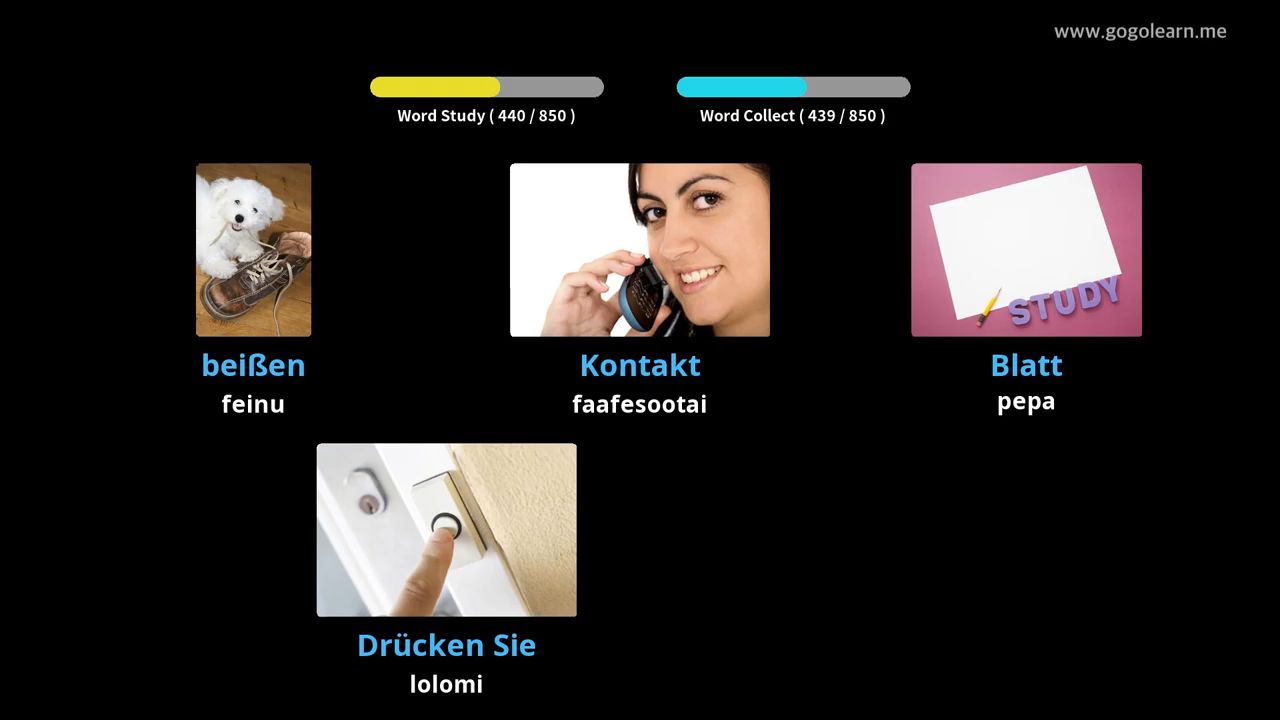 www.gogolearn.me
Word Study ( 440 / 850 )
Word Collect ( 439 / 850 )
STUDY
beißen
feinu
Kontakt
faafesootai
Blatt
pepa
Drücken Sie
lolomi